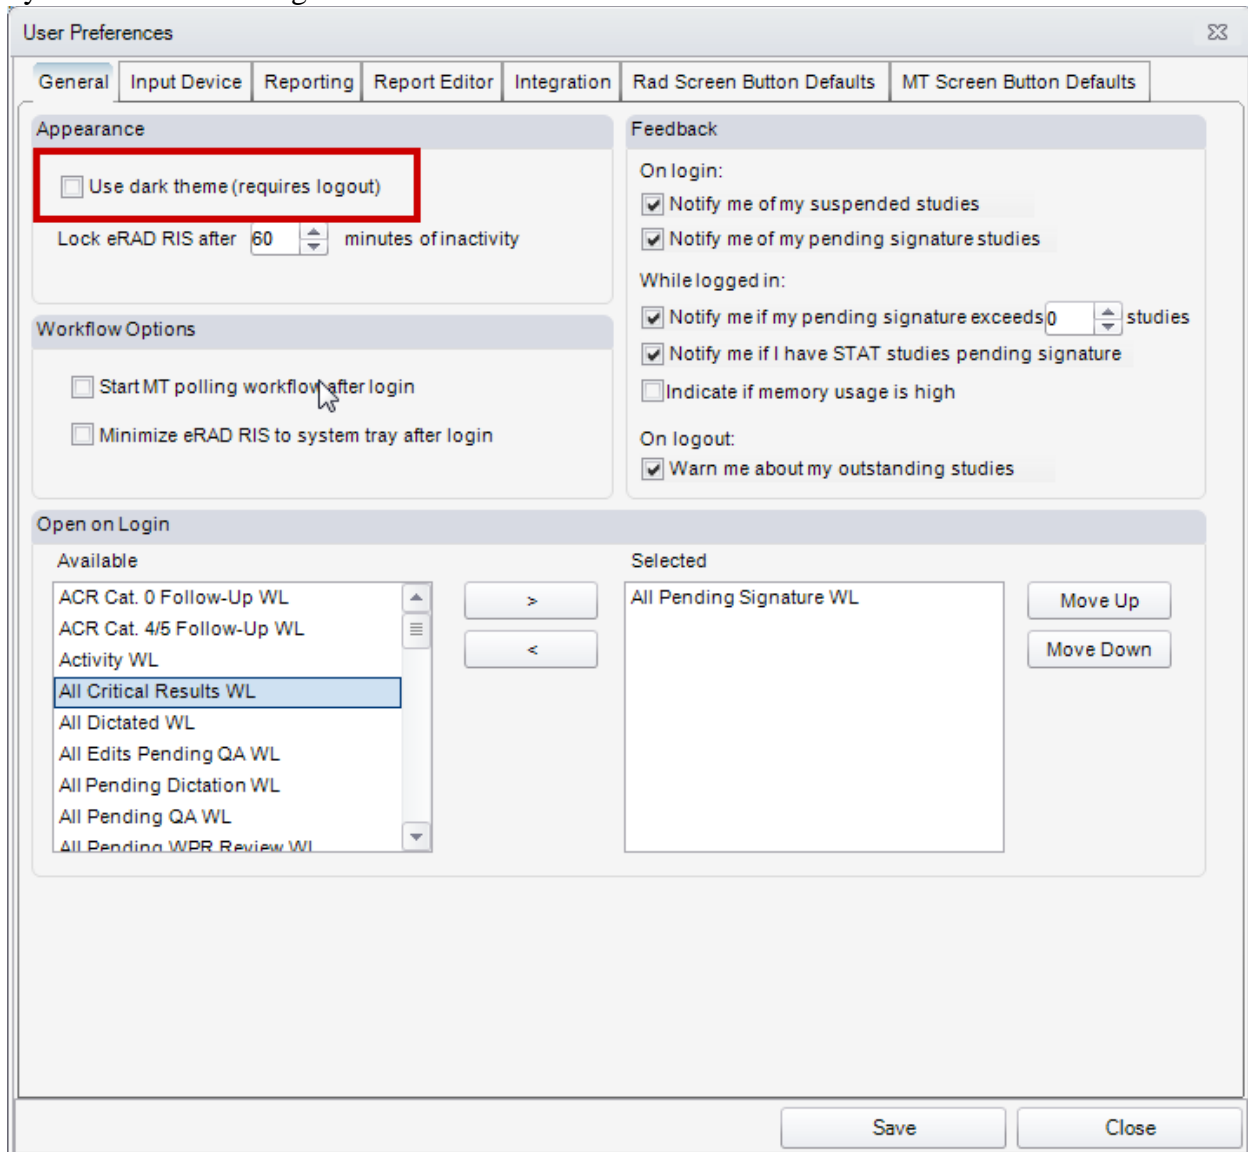 User Preferences
General Input Device Reporting Report Editor Integration Rad Screen Button Defaults MT Screen Button Defaults
Appearance
Use dark theme (requires logout)
Lock eRAD RIS after 60 minutes of inactivity
Workflow Options
Start MT polling workflow after login
Minimize eRAD RIS to system tray after login
Feedback
On login:
Notify me of my suspended studies
Notify me of my pending signature studies
While logged in:
Notify me if my pending signature exceeds 0 studies
Notify me if I have STAT studies pending signature
Indicate if memory usage is high
On logout:
Warn me about my outstanding studies
Open on Login
Available
ACR Cat. 0 Follow-Up WL
ACR Cat. 4/5 Follow-Up WL
Activity WL
All Critical Results WL
All Dictated WL
All Edits Pending QA WL
All Pending Dictation WL
All Pending QA WL
All Pending WPR Review WL
>
<
Selected
All Pending Signature WL
Move Up
Move Down
Save Close